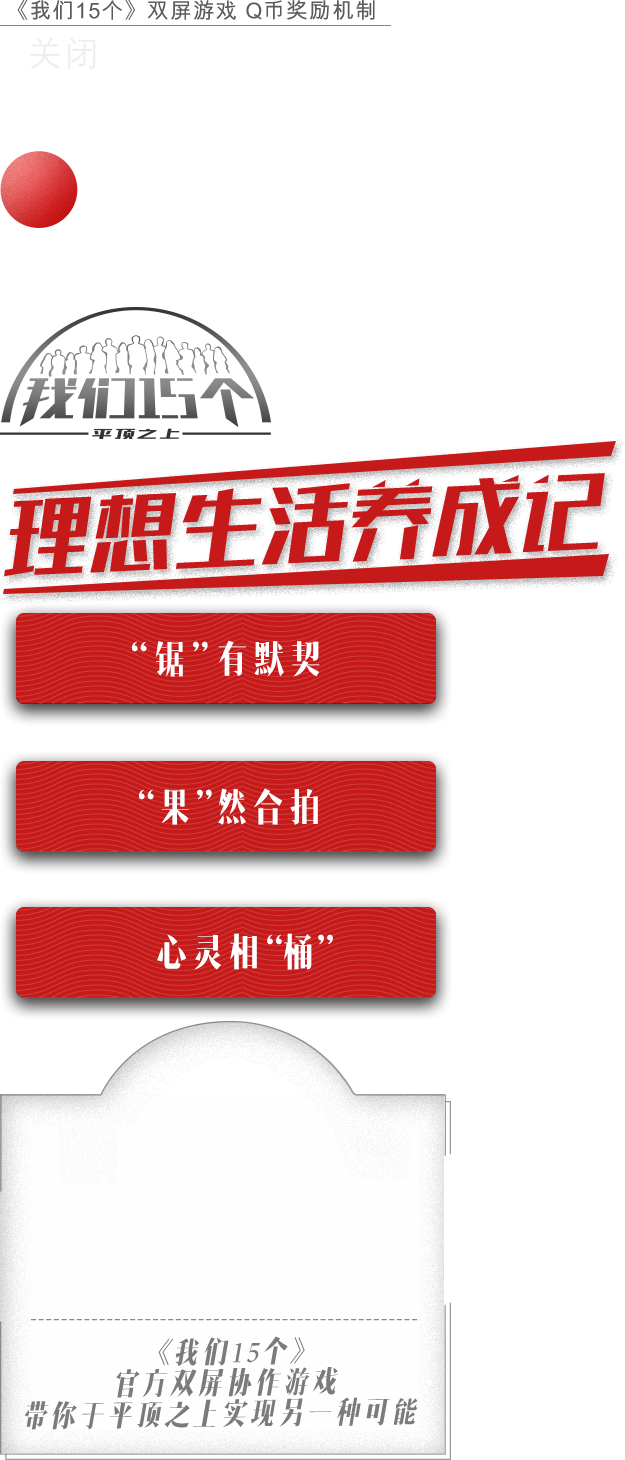 《我们15个》双屏游戏 Q币奖励机制
关闭
我们15个
平顶之上
理想生活养成记
“锯”有默契
“果”然合拍
心灵相“桶”
《我们15个》
官方双屏协作游戏
带你于平顶之上实现另一种可能